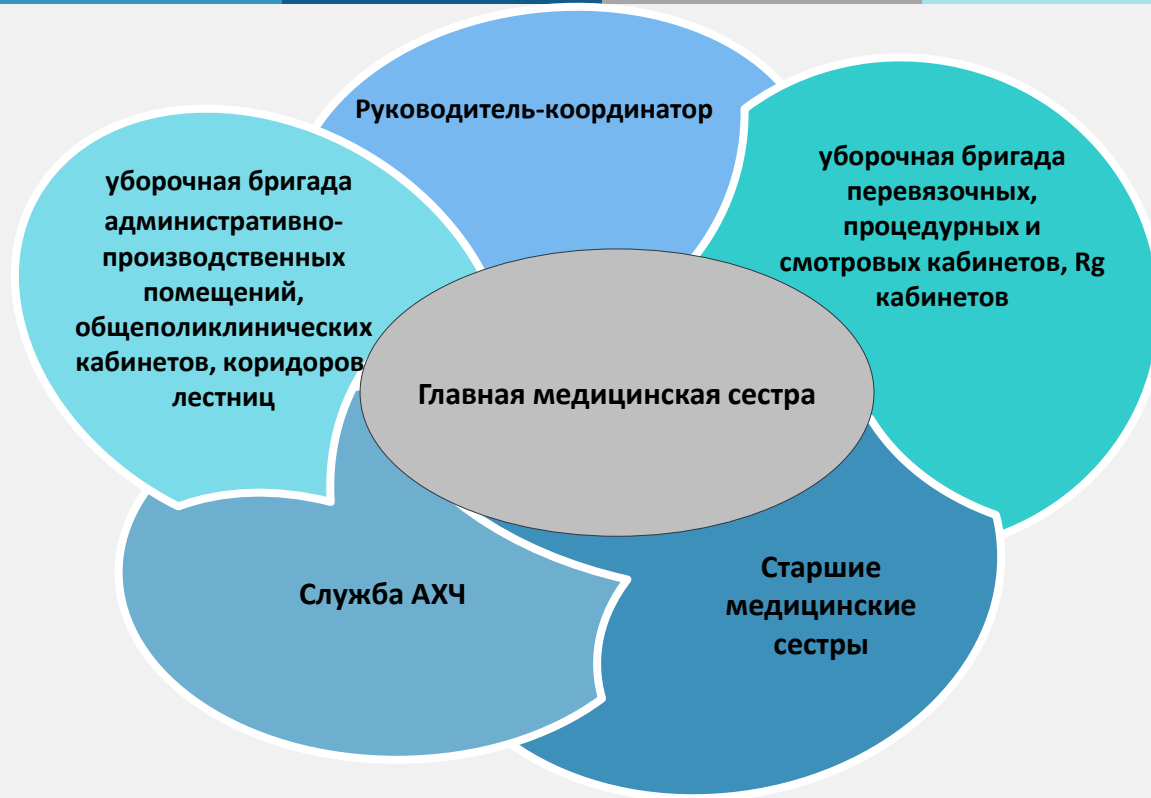 Руководитель-координатор
уборочная бригада
перевязочных,
процедурных и
смотровых кабинетов, Rg
кабинетов
уборочная бригада
административно-
производственных
помещений,
общеполиклинических
кабинетов, коридоров
лестниц
Главная медицинская сестра
Старшие
медицинские
сестры
Служба АХЧ